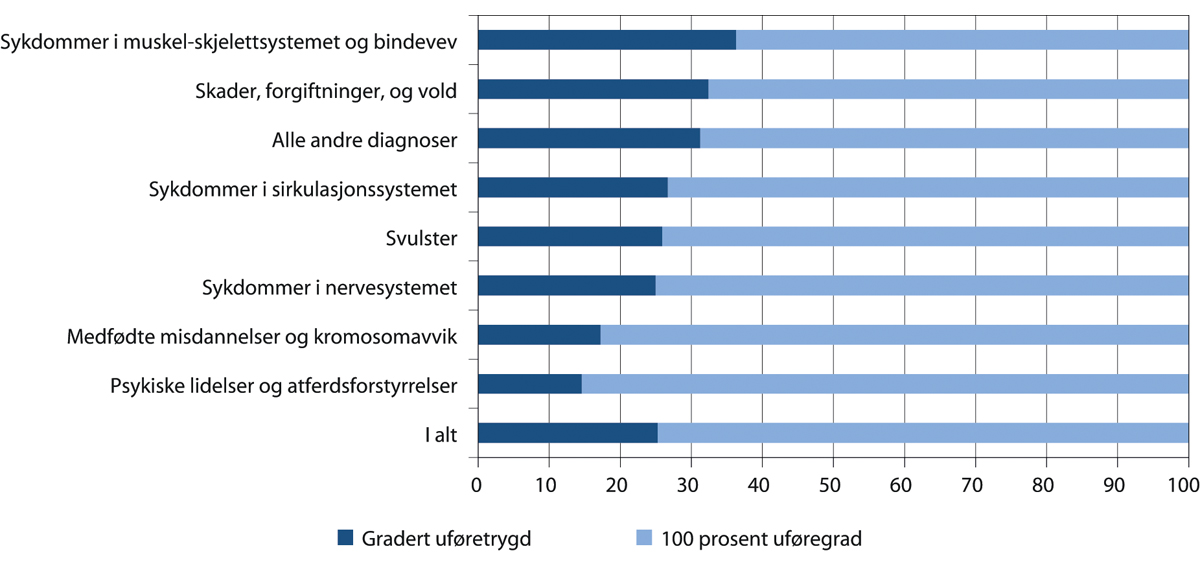 Sykdommer i muskel-skjelettsystemet og bindevev
Skader, forgiftninger, og vold
Alle andre diagnoser
Sykdommer i sirkulasjonssystemet
Svulster
Sykdommer i nervesystemet
Medfødte misdannelser og kromosomavvik
Psykiske lidelser og atferdsforstyrrelser
I alt
0 10 20 30 40 50 60 70 80 90 100
Gradert uføretrygd 100 prosent uføregrad